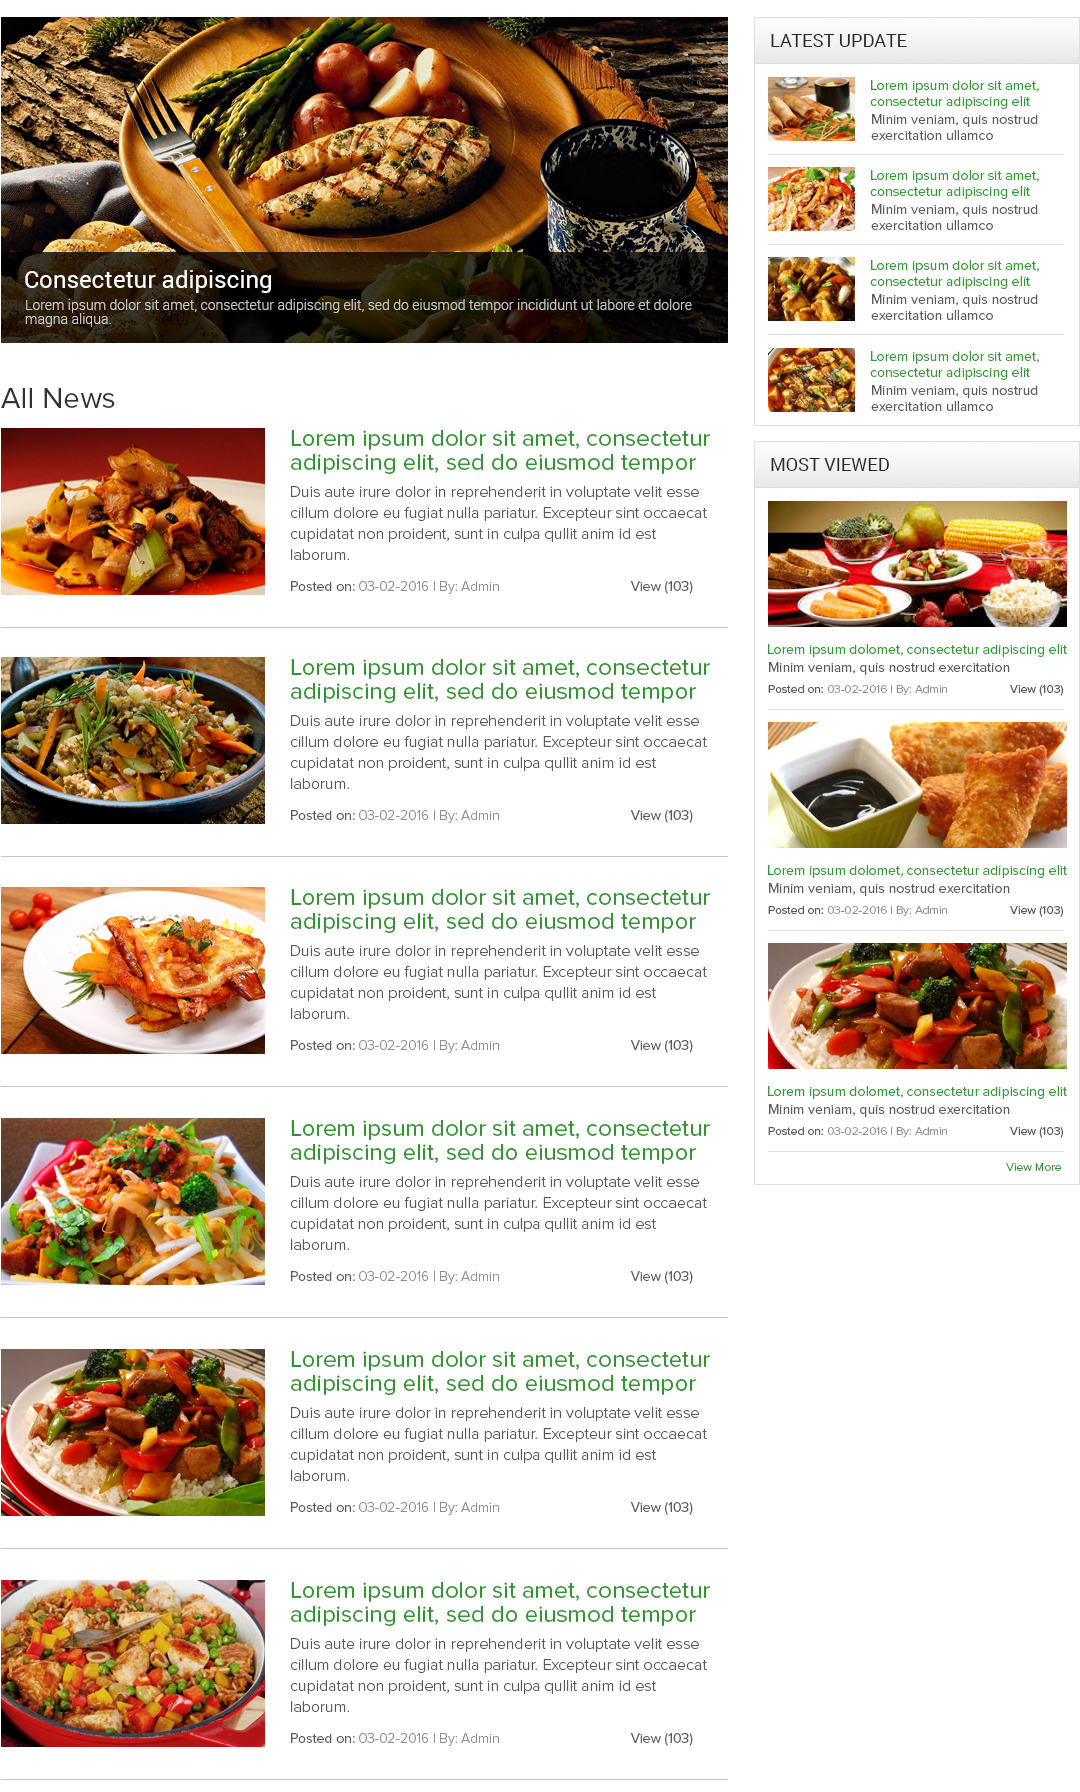 Consectetur adipiscing
Lorem ipsum dolor sit amet, consectetur adipiscing elit, sed do eiusmod tempor incididunt ut labore et dolore
magna aliqua.
All News
Lorem ipsum dolor sit amet, consectetur
adipiscing elit, sed do eiusmod tempor
Duis aute irure dolor in reprehenderit in voluptate velit esse
cillum dolore eu fugiat nulla pariatur. Excepteur sint occaecat
cupidatat non proident, sunt in culpa qullit anim id est
laborum.
Posted on: 03-02-2016 | By: Admin View (103)
Lorem ipsum dolor sit amet, consectetur
adipiscing elit, sed do eiusmod tempor
Duis aute irure dolor in reprehenderit in voluptate velit esse
cillum dolore eu fugiat nulla pariatur. Excepteur sint occaecat
cupidatat non proident, sunt in culpa qullit anim id est
laborum.
Posted on: 03-02-2016 | By: Admin View (103)
Lorem ipsum dolor sit amet, consectetur
adipiscing elit, sed do eiusmod tempor
Duis aute irure dolor in reprehenderit in voluptate velit esse
cillum dolore eu fugiat nulla pariatur. Excepteur sint occaecat
cupidatat non proident, sunt in culpa qullit anim id est
laborum.
Posted on: 03-02-2016 | By: Admin View (103)
Lorem ipsum dolor sit amet, consectetur
adipiscing elit, sed do eiusmod tempor
Duis aute irure dolor in reprehenderit in voluptate velit esse
cillum dolore eu fugiat nulla pariatur. Excepteur sint occaecat
cupidatat non proident, sunt in culpa qullit anim id est
laborum.
Posted on: 03-02-2016 | By: Admin View (103)
Lorem ipsum dolor sit amet, consectetur
adipiscing elit, sed do eiusmod tempor
Duis aute irure dolor in reprehenderit in voluptate velit esse
cillum dolore eu fugiat nulla pariatur. Excepteur sint occaecat
cupidatat non proident, sunt in culpa qullit anim id est
laborum.
Posted on: 03-02-2016 | By: Admin View (103)
Lorem ipsum dolor sit amet, consectetur
adipiscing elit, sed do eiusmod tempor
Duis aute irure dolor in reprehenderit in voluptate velit esse
cillum dolore eu fugiat nulla pariatur. Excepteur sint occaecat
cupidatat non proident, sunt in culpa qullit anim id est
laborum.
Posted on: 03-02-2016 | By: Admin View (103)
LATEST UPDATE
Lorem ipsum dolor sit amet,
consectetur adipiscing elit
Minim veniam, quis nostrud
exercitation ullamco
Lorem ipsum dolor sit amet,
consectetur adipiscing elit
Minim veniam, quis nostrud
exercitation ullamco
Lorem ipsum dolor sit amet,
consectetur adipiscing elit
Minim veniam, quis nostrud
exercitation ullamco
Lorem ipsum dolor sit amet,
consectetur adipiscing elit
Minim veniam, quis nostrud
exercitation ullamco
MOST VIEWED
Lorem ipsum dolomet, consectetur adipiscing elit
Minim veniam, quis nostrud exercitation
Posted on: 03-02-2016 | By: Admin View (103)
Lorem ipsum dolomet, consectetur adipiscing elit
Minim veniam, quis nostrud exercitation
Posted on: 03-02-2016 | By: Admin View (103)
Lorem ipsum dolomet, consectetur adipiscing elit
Minim veniam, quis nostrud exercitation
Posted on: 03-02-2016 | By: Admin View (103)
View More